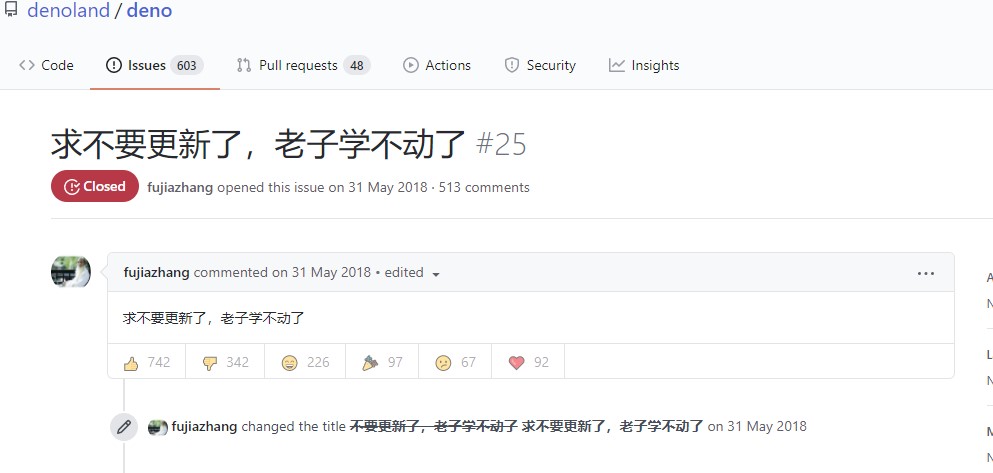 denoland / deno
Code Issues 603 Pull requests 48 Actions Security Insights
求不要更新了，老子学不动了 #25
Closed fujiazhang opened this issue on 31 May 2018 · 513 comments
fujiazhang commented on 31 May 2018 • edited
求不要更新了，老子学不动了
742 342 226 97 67 92
fujiazhang changed the title 不要更新了，老子学不动了 求不要更新了，老子学不动了 on 31 May 2018
A
N
L
N
M
N